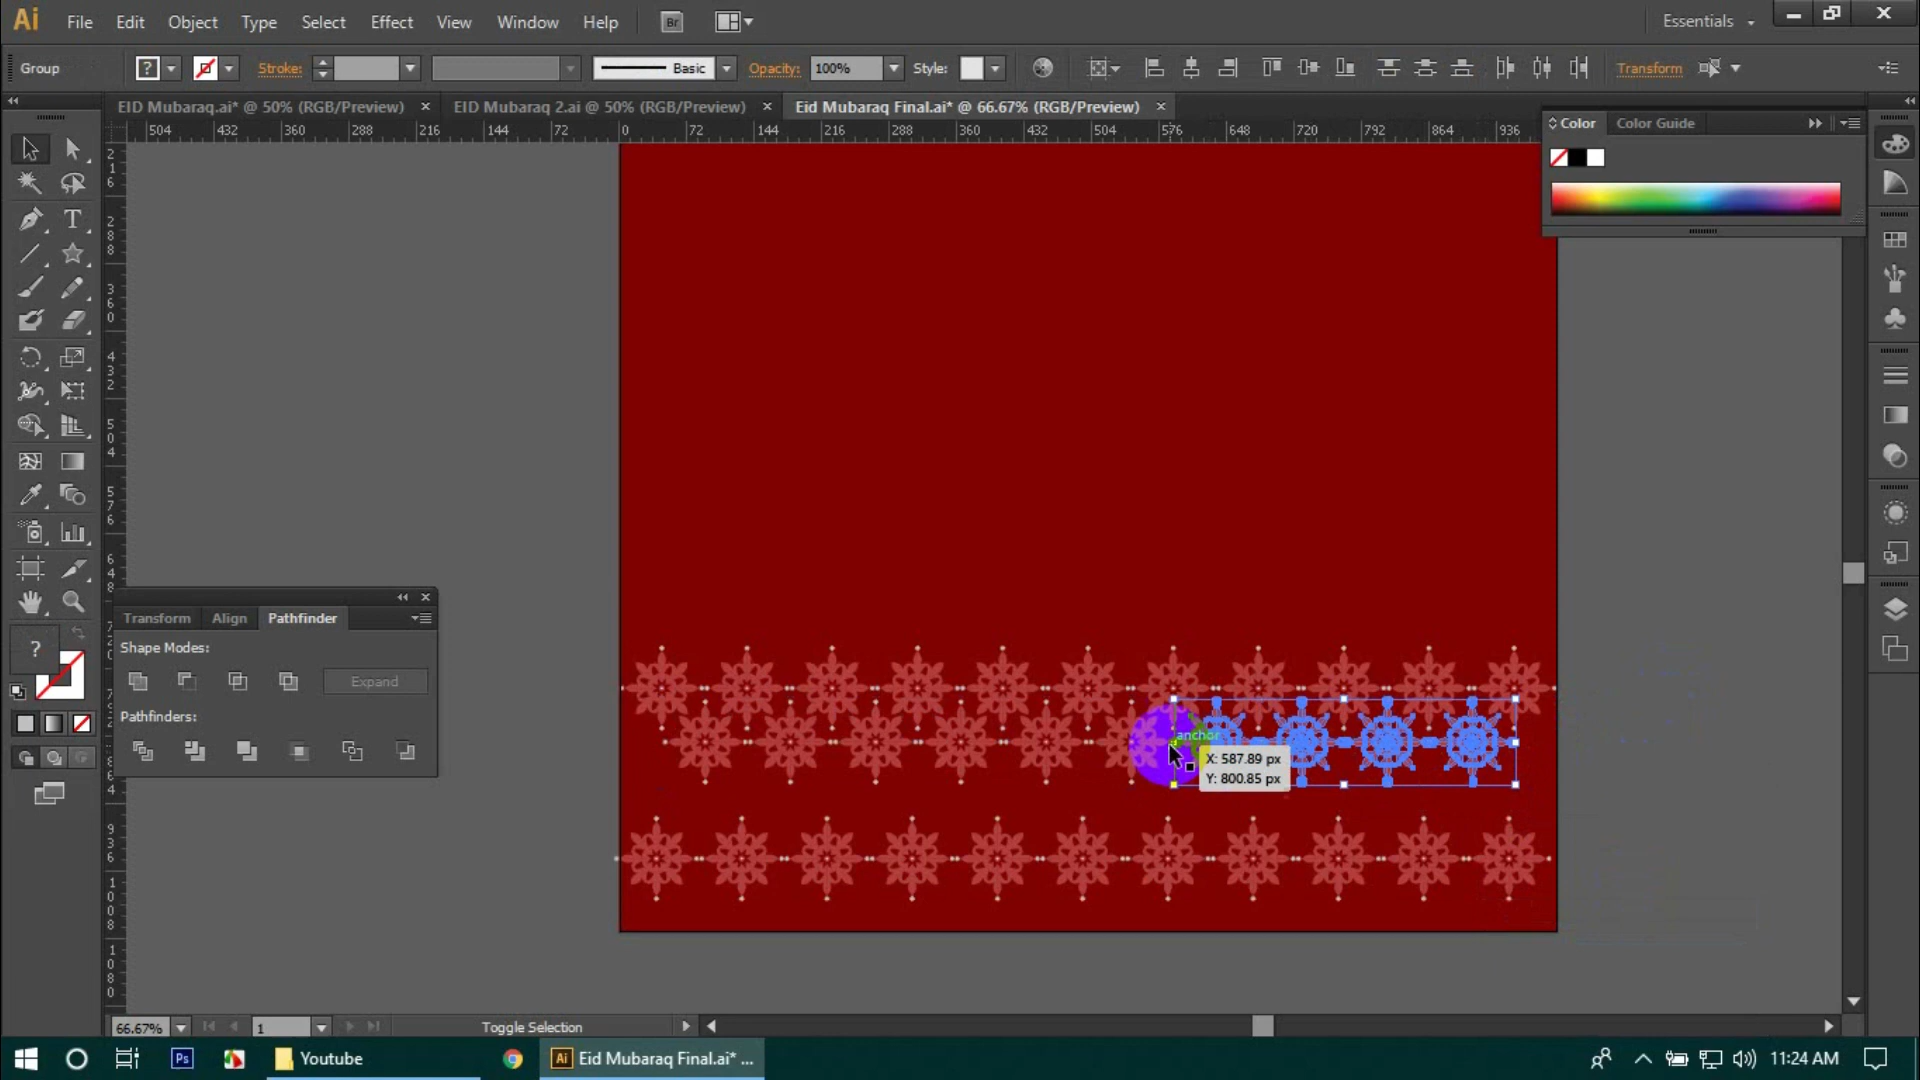 Ai File Edit Object Type Select Effect View Window Help Br Essentials
Group ? Stroke: Basic Opacity: 100% Style: Transform
EID Mubaraq.ai* @ 50% (RGB/Preview) × EID Mubaraq 2.ai @ 50% (RGB/Preview) × Eid Mubaraq Final.ai* @ 66.67% (RGB/Preview) ×
504 432 360 288 216 144 72 0 72 144 216 288 360 432 504 576 648 720 792 864 936
Color Color Guide
Transform Align Pathfinder
Shape Modes:
Expand
Pathfinders:
?
anchor
X: 587.89 px
Y: 800.85 px
66.67% 1 Toggle Selection
Ps Youtube Ai Eid Mubaraq Final.ai* ... 11:24 AM